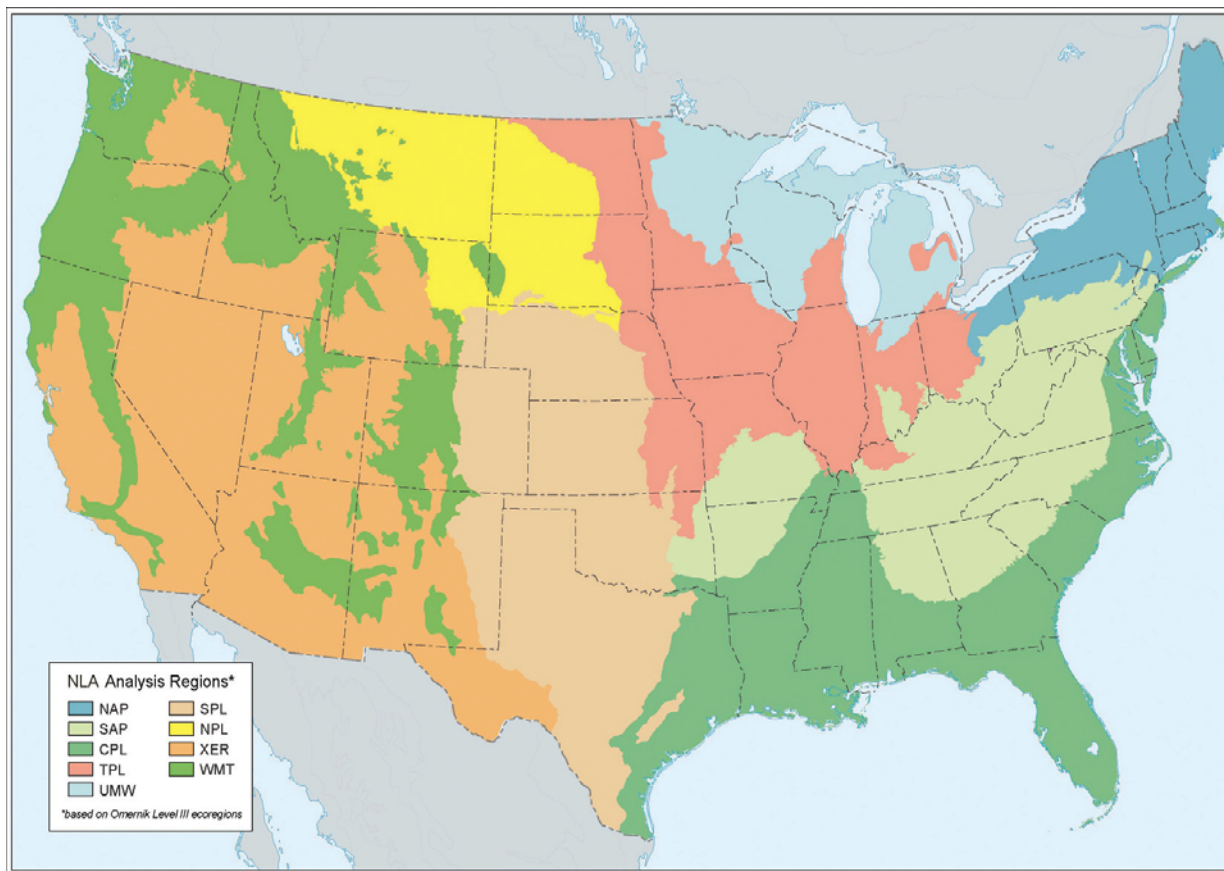 NLA Analysis Regions*
NAP
SAP
CPL
TPL
UMW
SPL
NPL
XER
WMT
*based on Omernik Level III ecoregions